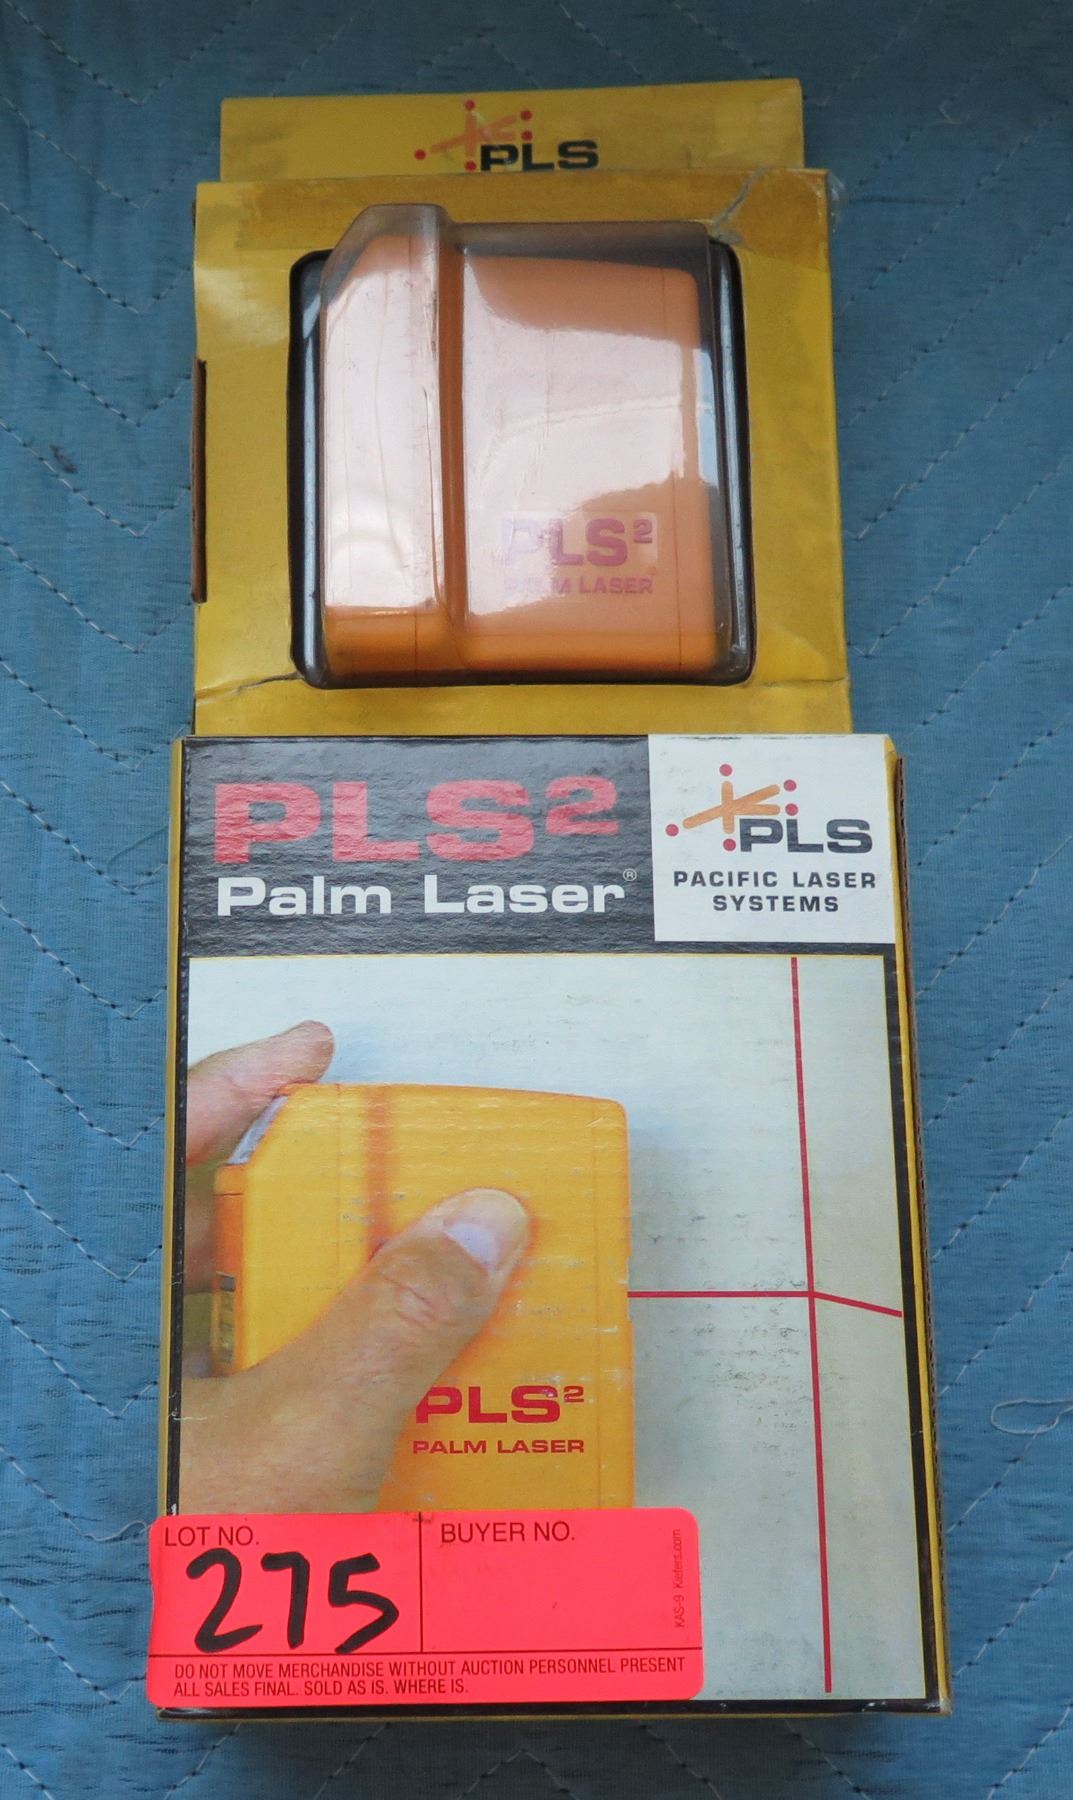 PLS
PLS²
PALM LASER
PLS²
Palm Laser®
PLS
PACIFIC LASER
SYSTEMS
PLS²
PALM LASER
LOT NO.
275
BUYER NO.
KAS-9 Kiefers.com
DO NOT MOVE MERCHANDISE WITHOUT AUCTION PERSONNEL PRESENT
ALL SALES FINAL. SOLD AS IS. WHERE IS.